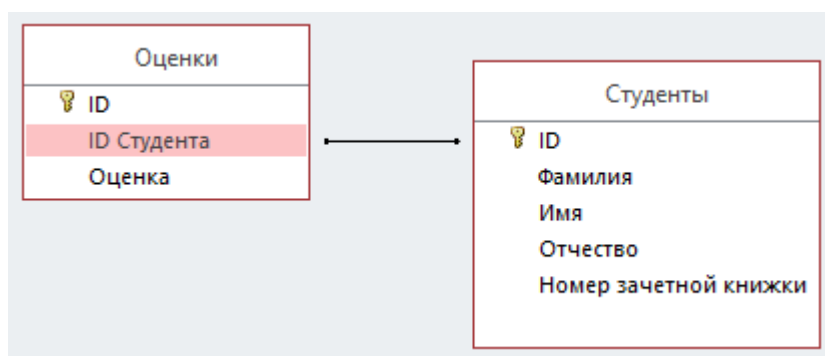 Оценки
ID
ID Студента
Оценка
Студенты
ID
Фамилия
Имя
Отчество
Номер зачетной книжки